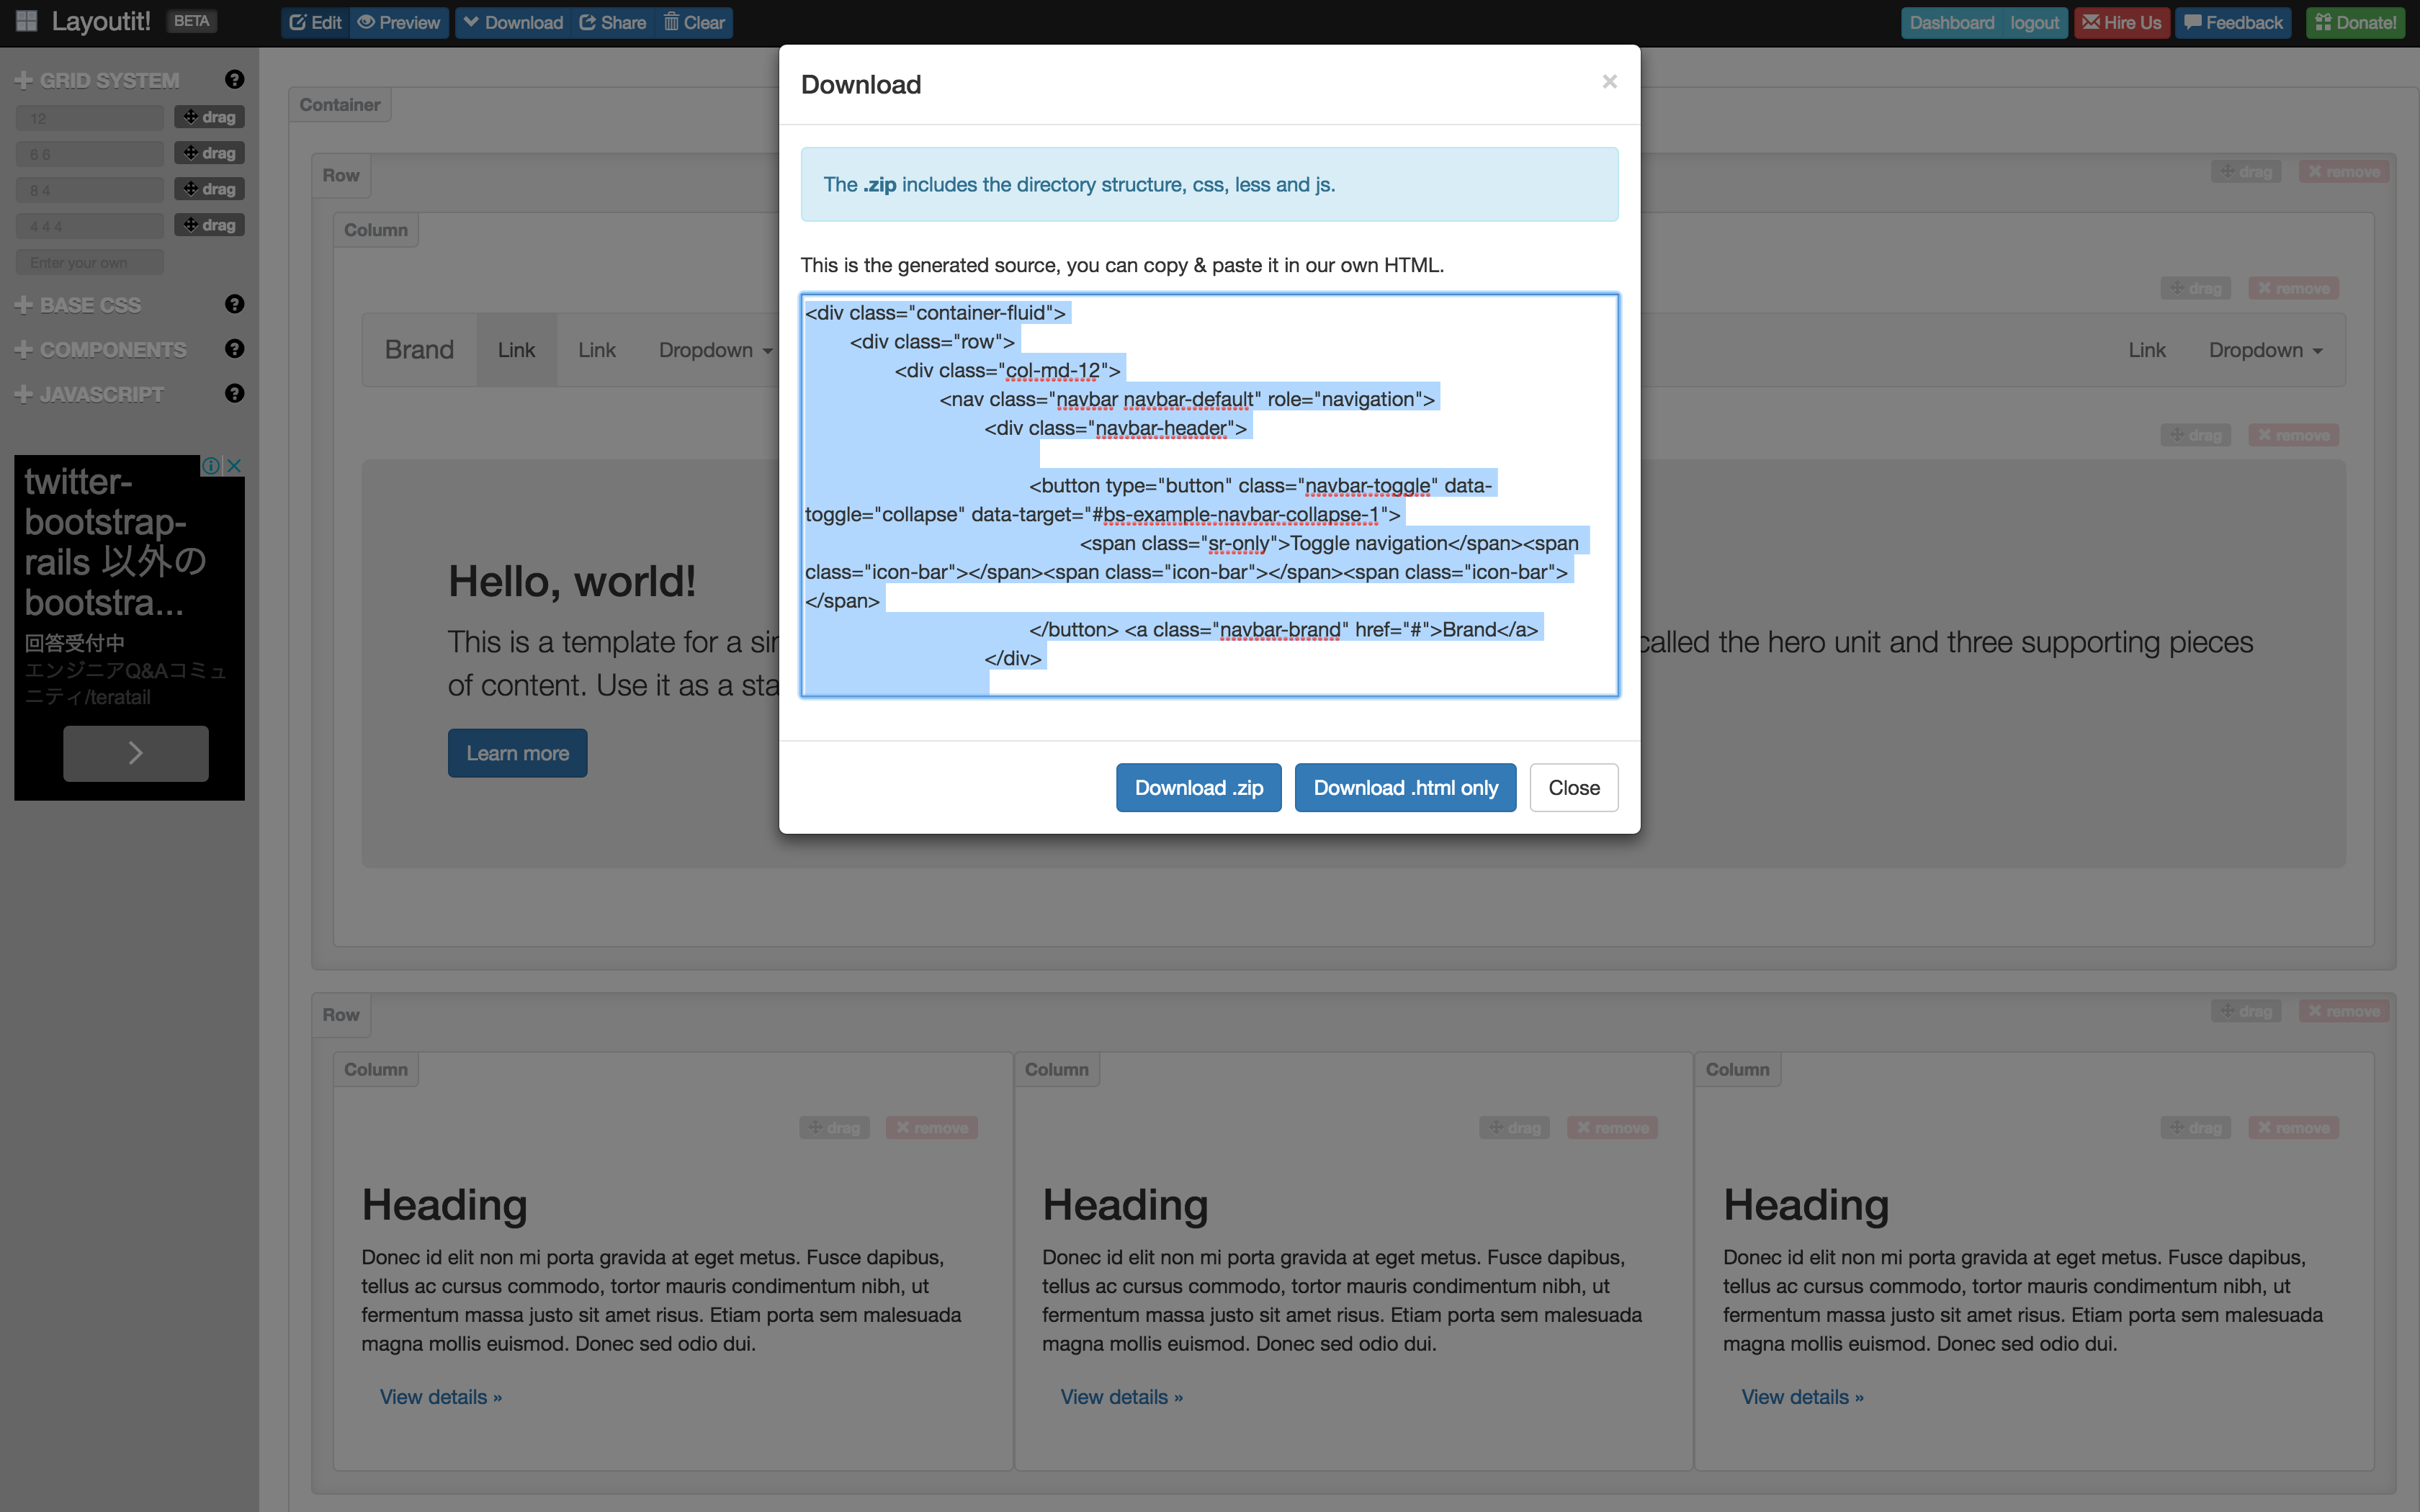 Layoutit! BETA Edit Preview Download Share Clear Dashboard logout Hire Us Feedback Donate!
GRID SYSTEM ?
12 drag
6 6 drag
8 4 drag
4 4 4 drag
Enter your own
BASE CSS ?
COMPONENTS ?
JAVASCRIPT ?
twitter-
bootstrap-
rails 以外の
bootstra...
回答受付中
エンジニアQ&Aコミュ
ニティ/teratail
Download ×
The .zip includes the directory structure, css, less and js.
This is the generated source, you can copy & paste it in our own HTML.
<div class="container-fluid">
<div class="row">
<div class="col-md-12">
<nav class="navbar navbar-default" role="navigation">
<div class="navbar-header">
<button type="button" class="navbar-toggle" data-
toggle="collapse" data-target="#bs-example-navbar-collapse-1">
<span class="sr-only">Toggle navigation</span><span
class="icon-bar"></span><span class="icon-bar"></span><span class="icon-bar">
</span>
</button> <a class="navbar-brand" href="#">Brand</a>
</div>
Download .zip Download .html only Close
Container
Row drag remove
Column
drag remove
Brand Link Link Dropdown Link Dropdown
drag remove
Hello, world!
This is a template for a sir called the hero unit and three supporting pieces
of content. Use it as a sta
Learn more
Row drag remove
Column
drag remove
Heading
Donec id elit non mi porta gravida at eget metus. Fusce dapibus,
tellus ac cursus commodo, tortor mauris condimentum nibh, ut
fermentum massa justo sit amet risus. Etiam porta sem malesuada
magna mollis euismod. Donec sed odio dui.
View details »
Column
drag remove
Heading
Donec id elit non mi porta gravida at eget metus. Fusce dapibus,
tellus ac cursus commodo, tortor mauris condimentum nibh, ut
fermentum massa justo sit amet risus. Etiam porta sem malesuada
magna mollis euismod. Donec sed odio dui.
View details »
Column
drag remove
Heading
Donec id elit non mi porta gravida at eget metus. Fusce dapibus,
tellus ac cursus commodo, tortor mauris condimentum nibh, ut
fermentum massa justo sit amet risus. Etiam porta sem malesuada
magna mollis euismod. Donec sed odio dui.
View details »